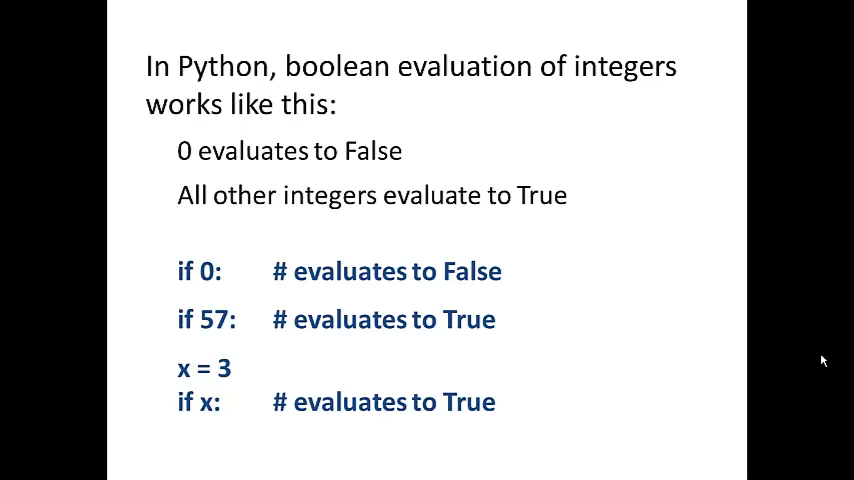 In Python, boolean evaluation of integers
works like this:
0 evaluates to False
All other integers evaluate to True
if 0: # evaluates to False
if 57: # evaluates to True
x = 3
if x: # evaluates to True